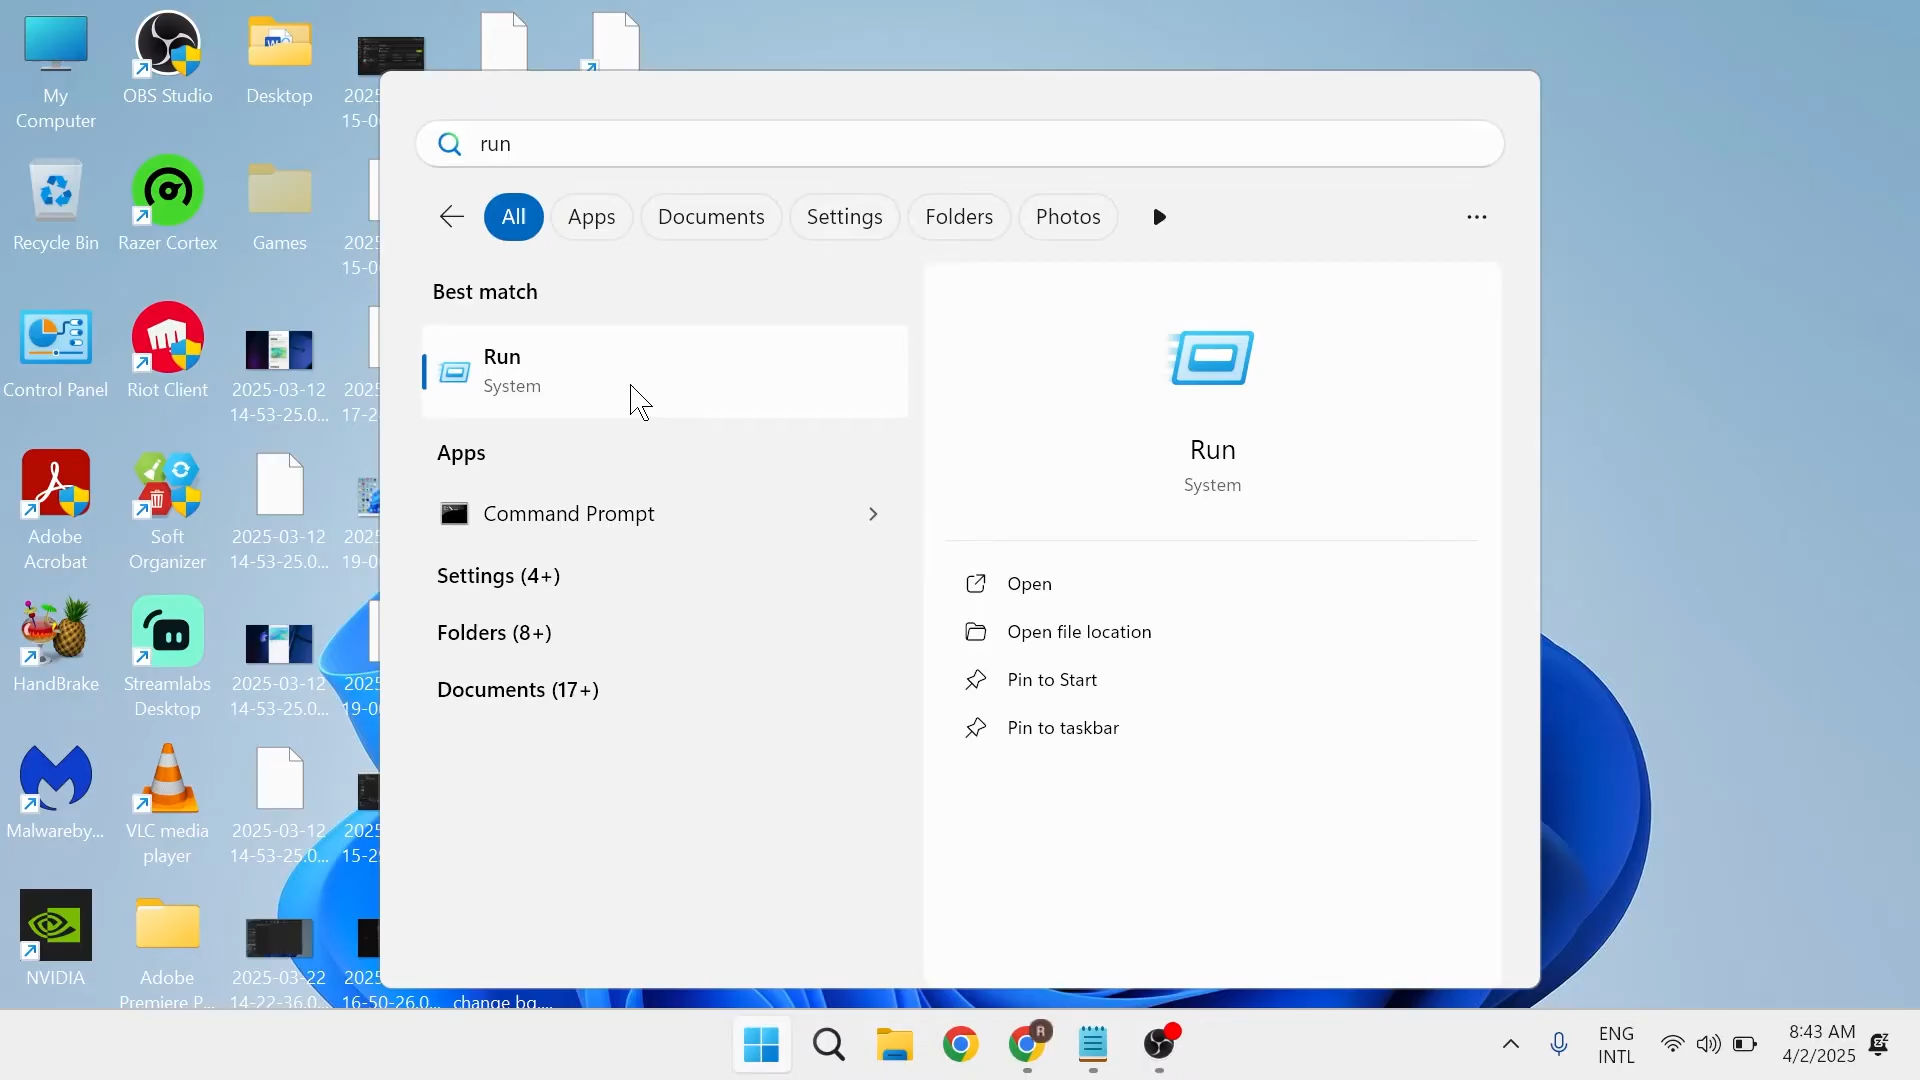 My
Computer
OBS Studio
Desktop
Recycle Bin
Razer Cortex
Games
Control Panel
Riot Client
2025-03-12
14-53-25.0...
Adobe
Acrobat
Soft
Organizer
2025-03-12
14-53-25.0...
HandBrake
Streamlabs
Desktop
2025-03-12
14-53-25.0...
Malwareby...
VLC media
player
2025-03-12
14-53-25.0...
NVIDIA
Adobe
Premiere P...
2025-03-22
14-22-36.0...
16-50-26.0...
change bg....
run
All
Apps
Documents
Settings
Folders
Photos
Best match
Run
System
Apps
Command Prompt
Settings (4+)
Folders (8+)
Documents (17+)
Run
System
Open
Open file location
Pin to Start
Pin to taskbar
R
ENG
INTL
8:43 AM
4/2/2025